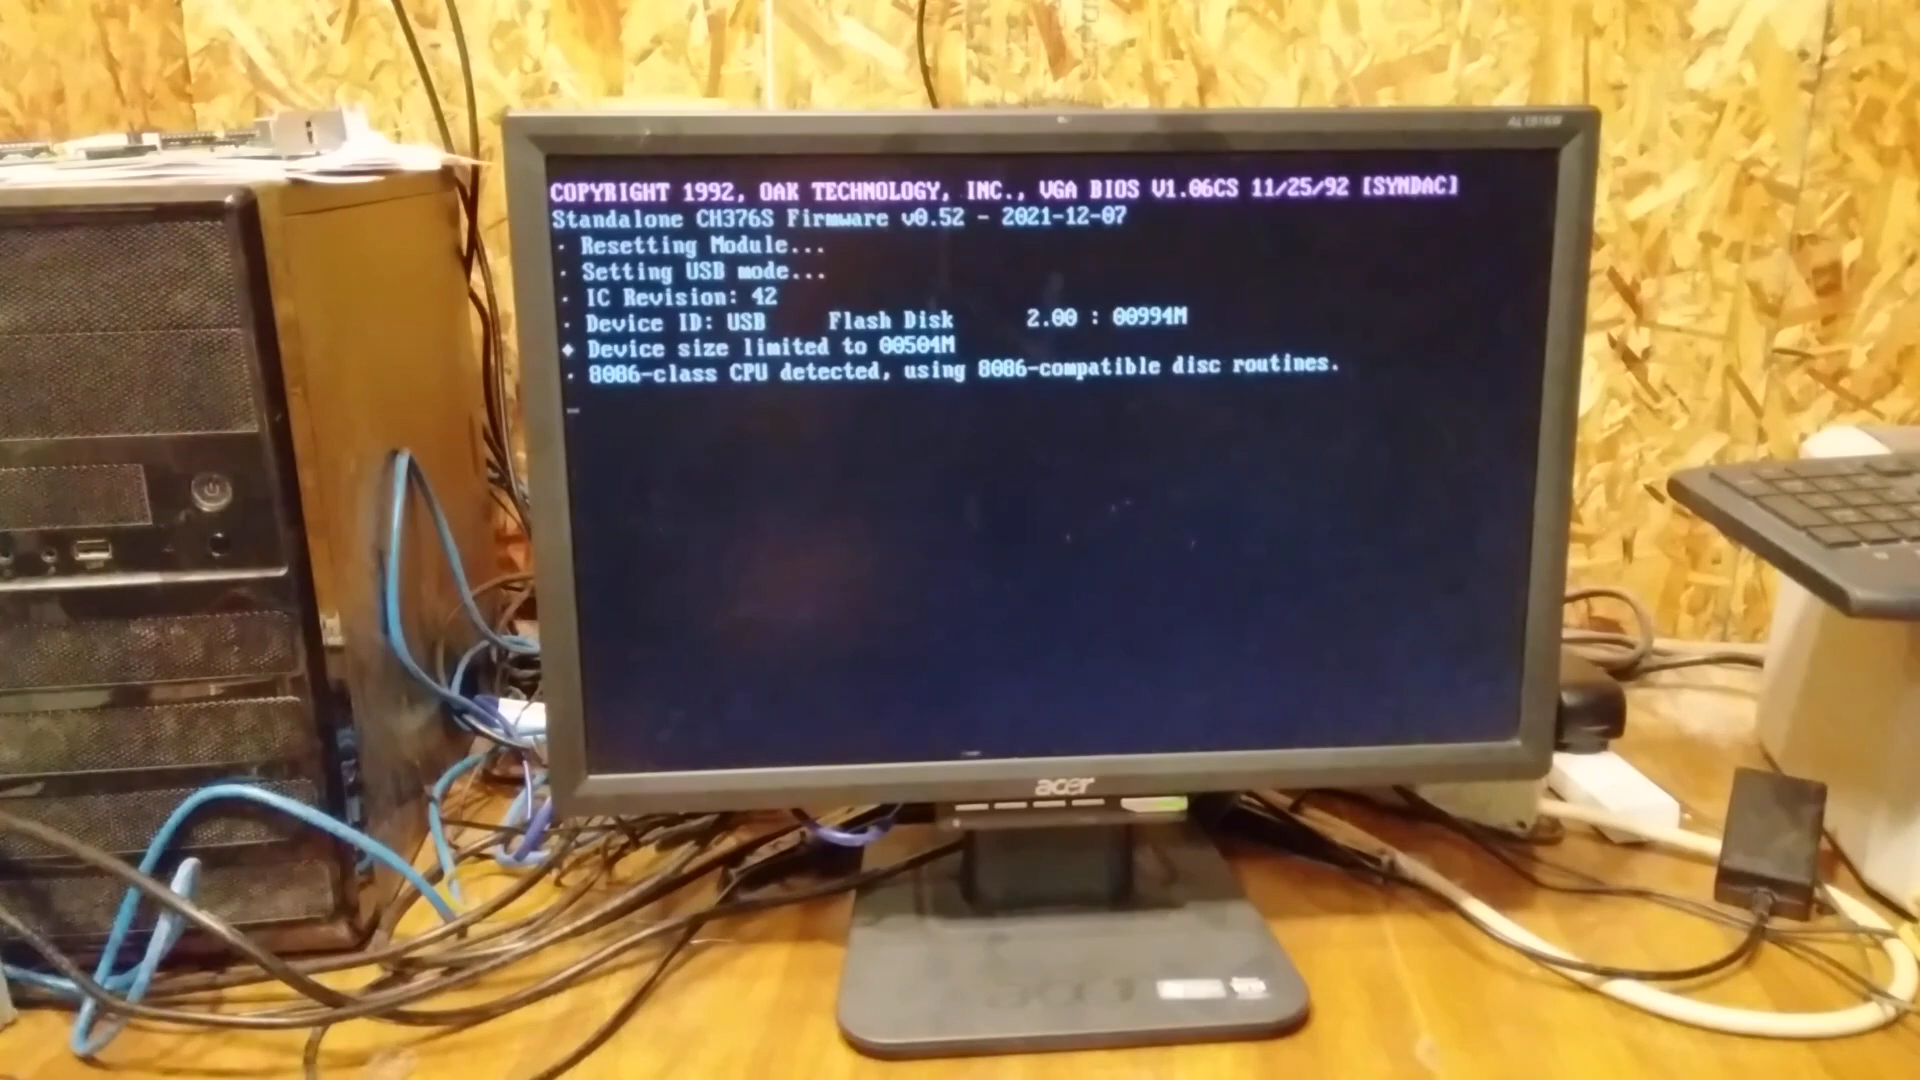 AL1916W
COPYRIGHT 1992, OAK TECHNOLOGY, INC., VGA BIOS V1.06CS 11/25/92 [SYNDAC]
Standalone CH376S Firmware v0.52 - 2021-12-07
· Resetting Module...
· Setting USB mode...
· IC Revision: 42
· Device ID: USB Flash Disk 2.00 : 00994M
♦ Device size limited to 00504M
· 8086-class CPU detected, using 8086-compatible disc routines.
_
acer